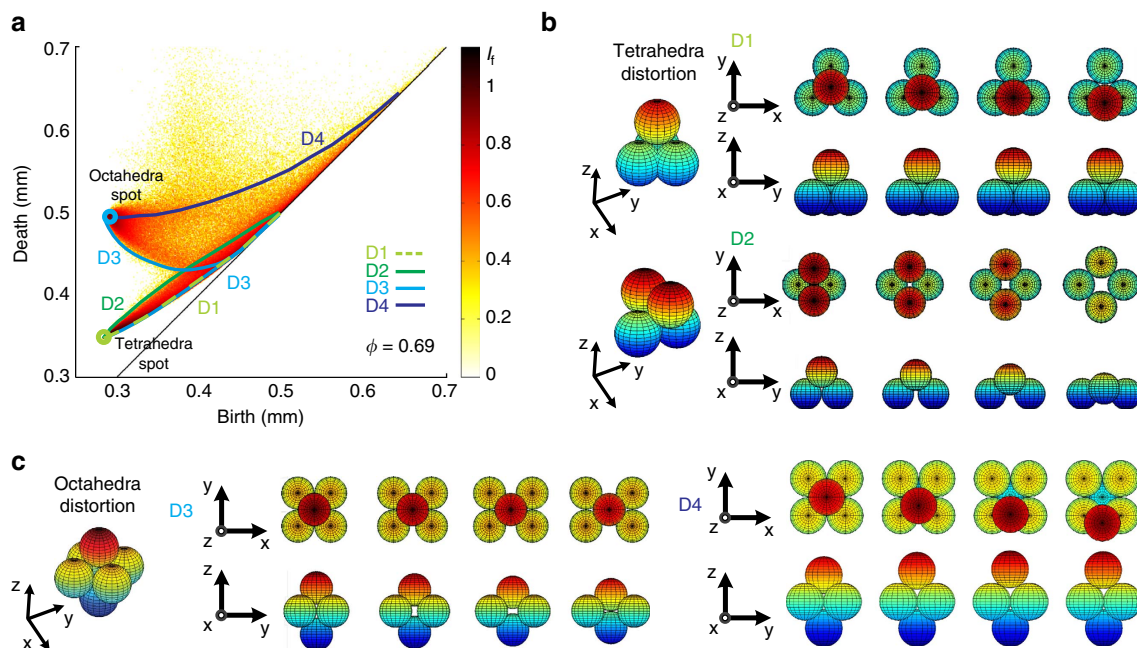 a
0.7
0.6
0.5
0.4
0.3
Death (mm)
0.3
0.4
0.5
0.6
0.7
Birth (mm)
Octahedra
spot
D4
D3
D3
D2
D1
Tetrahedra
spot
D1
D2
D3
D4
ϕ = 0.69
I_f
1
0.8
0.6
0.4
0.2
0
b
Tetrahedra
distortion
z
y
x
D1
y
z
x
z
x
y
z
y
x
D2
y
z
x
z
x
y
c
Octahedra
distortion
z
y
x
D3
y
z
x
z
x
y
D4
y
z
x
z
x
y